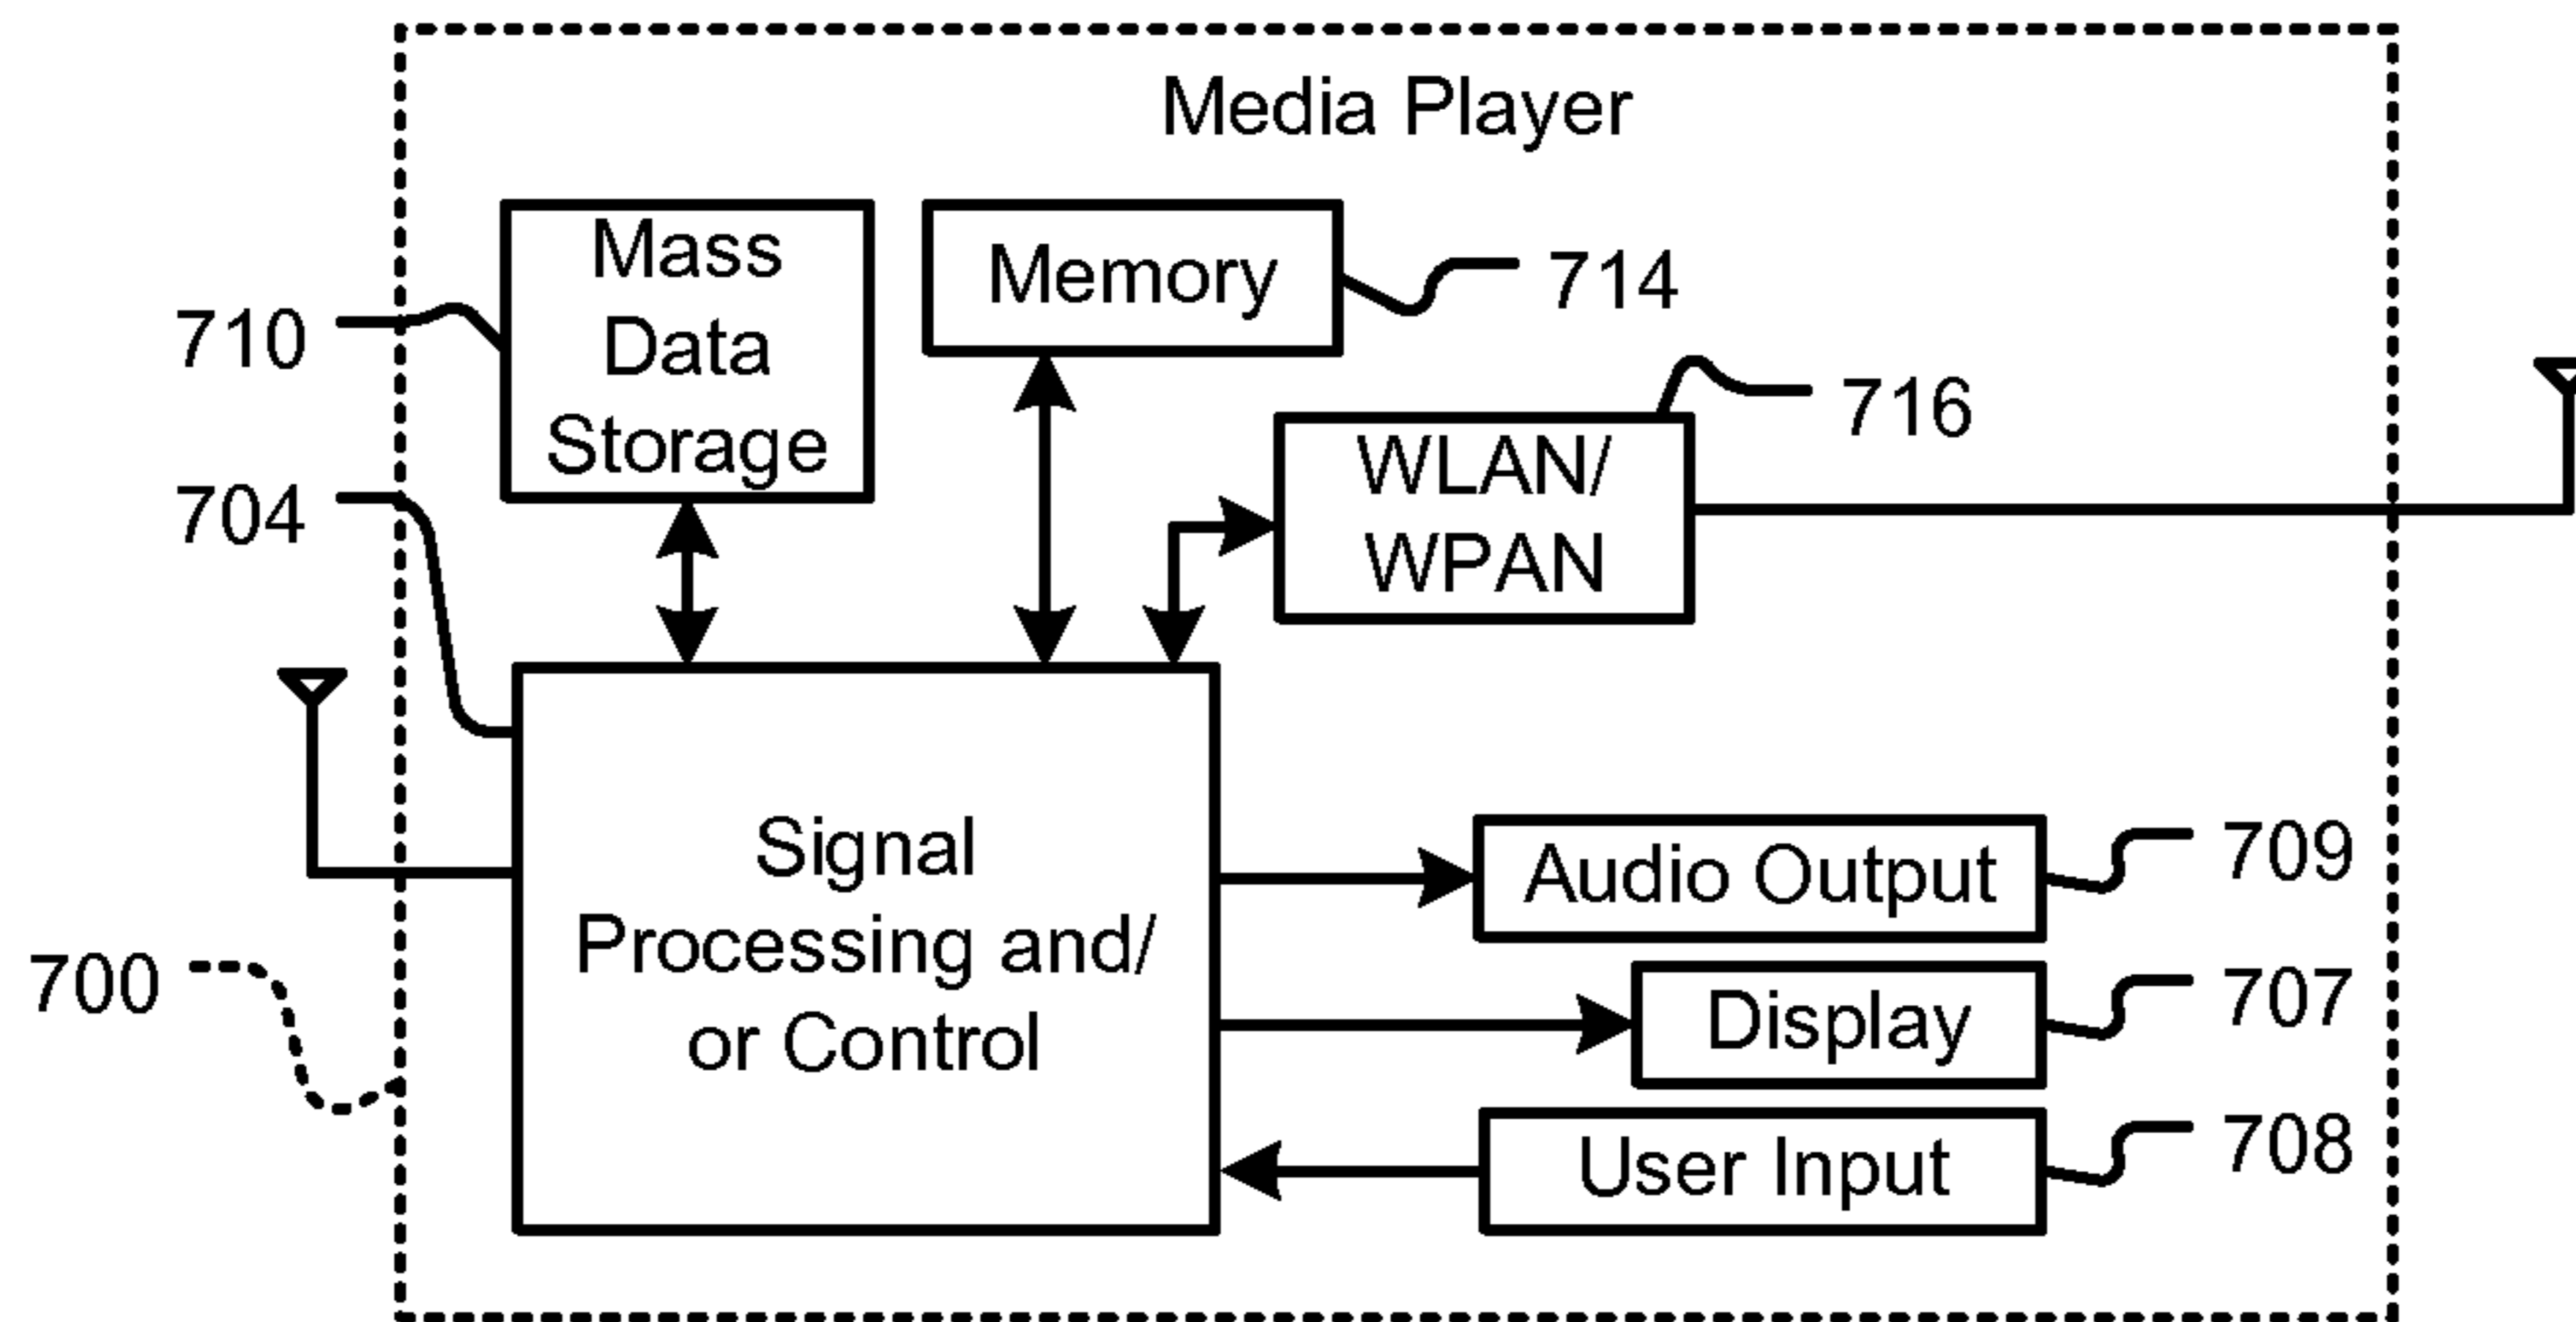 Media Player
Mass
Data
Storage
710
Memory
714
WLAN/
WPAN
716
704
Signal
Processing and/
or Control
Audio Output
709
700
Display
707
User Input
708